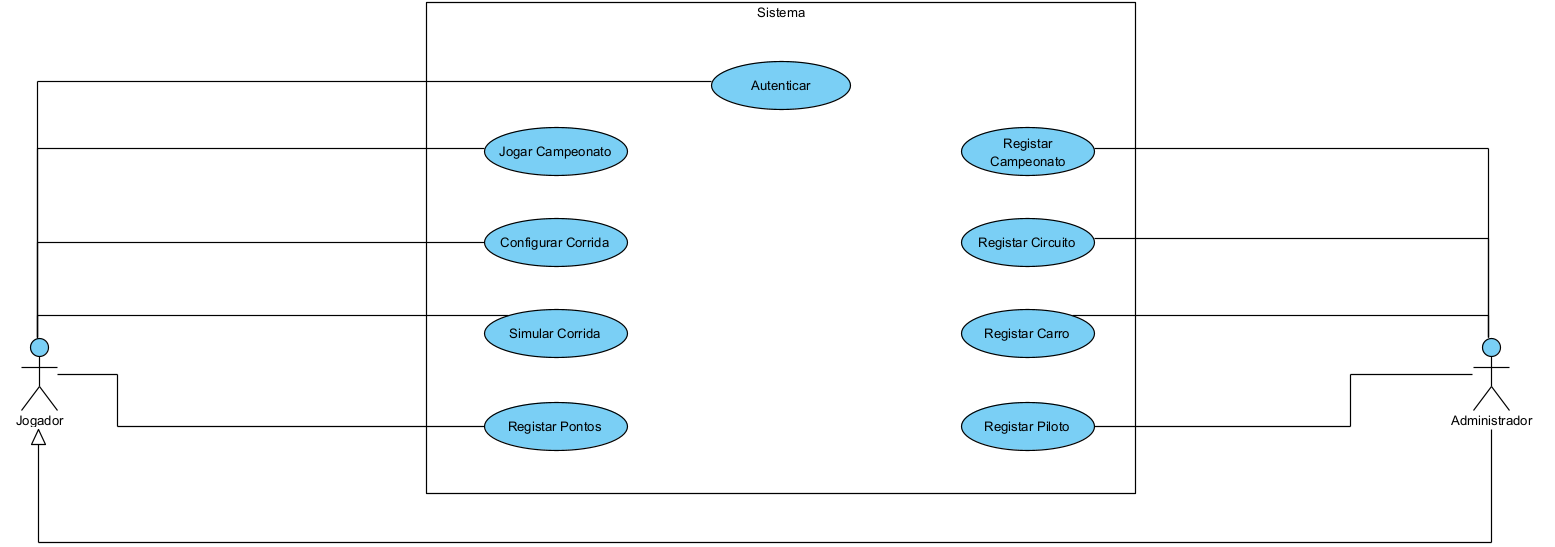 Sistema
Autenticar
Jogar Campeonato
Registar
Campeonato
Configurar Corrida
Registar Circuito
Simular Corrida
Registar Carro
Jogador
Administrador
Registar Pontos
Registar Piloto